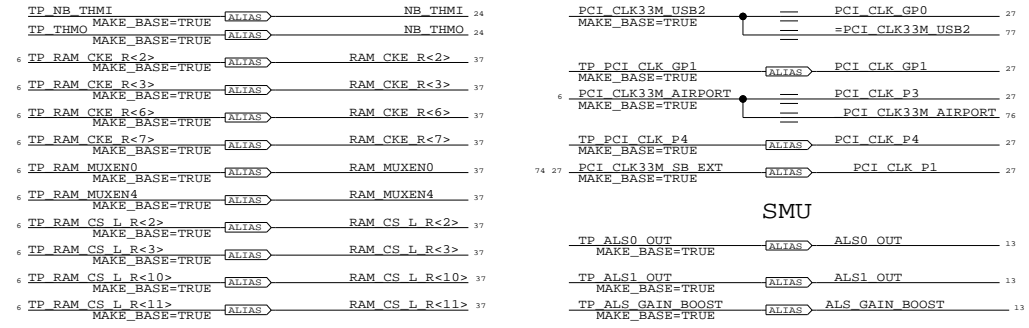 TP_NB_THMI ALIAS NB_THMI 24
MAKE_BASE=TRUE
TP_THMO ALIAS NB_THMO 24
MAKE_BASE=TRUE
6 TP_RAM_CKE_R<2> ALIAS RAM_CKE_R<2> 37
MAKE_BASE=TRUE
6 TP_RAM_CKE_R<3> ALIAS RAM_CKE_R<3> 37
MAKE_BASE=TRUE
6 TP_RAM_CKE_R<6> ALIAS RAM_CKE_R<6> 37
MAKE_BASE=TRUE
6 TP_RAM_CKE_R<7> ALIAS RAM_CKE_R<7> 37
MAKE_BASE=TRUE
6 TP_RAM_MUXEN0 ALIAS RAM_MUXEN0 37
MAKE_BASE=TRUE
6 TP_RAM_MUXEN4 ALIAS RAM_MUXEN4 37
MAKE_BASE=TRUE
6 TP_RAM_CS_L_R<2> ALIAS RAM_CS_L_R<2> 37
MAKE_BASE=TRUE
6 TP_RAM_CS_L_R<3> ALIAS RAM_CS_L_R<3> 37
MAKE_BASE=TRUE
6 TP_RAM_CS_L_R<10> ALIAS RAM_CS_L_R<10> 37
MAKE_BASE=TRUE
6 TP_RAM_CS_L_R<11> ALIAS RAM_CS_L_R<11> 37
MAKE_BASE=TRUE
PCI_CLK33M_USB2 PCI_CLK_GP0 27
MAKE_BASE=TRUE
=PCI_CLK33M_USB2 77
TP_PCI_CLK_GP1 ALIAS PCI_CLK_GP1 27
MAKE_BASE=TRUE
6 PCI_CLK33M_AIRPORT PCI_CLK_P3 27
MAKE_BASE=TRUE
PCI_CLK33M_AIRPORT 76
TP_PCI_CLK_P4 ALIAS PCI_CLK_P4 27
MAKE_BASE=TRUE
74 27 PCI_CLK33M_SB_EXT ALIAS PCI_CLK_P1 27
MAKE_BASE=TRUE
SMU
TP_ALS0_OUT ALIAS ALS0_OUT 13
MAKE_BASE=TRUE
TP_ALS1_OUT ALIAS ALS1_OUT 13
MAKE_BASE=TRUE
TP_ALS_GAIN_BOOST ALIAS ALS_GAIN_BOOST 13
MAKE_BASE=TRUE